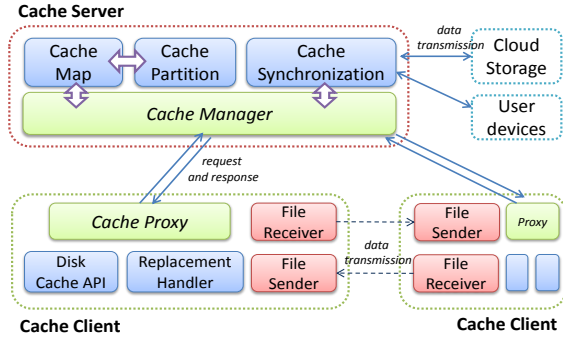 Cache Server
Cache
Map
Cache
Partition
Cache
Synchronization
data
transmission
Cloud
Storage
User
devices
Cache Manager
request
and response
Cache Proxy
File
Receiver
File
Sender
Proxy
Disk
Cache API
Replacement
Handler
File
Sender
data
transmission
File
Receiver
Cache Client
Cache Client